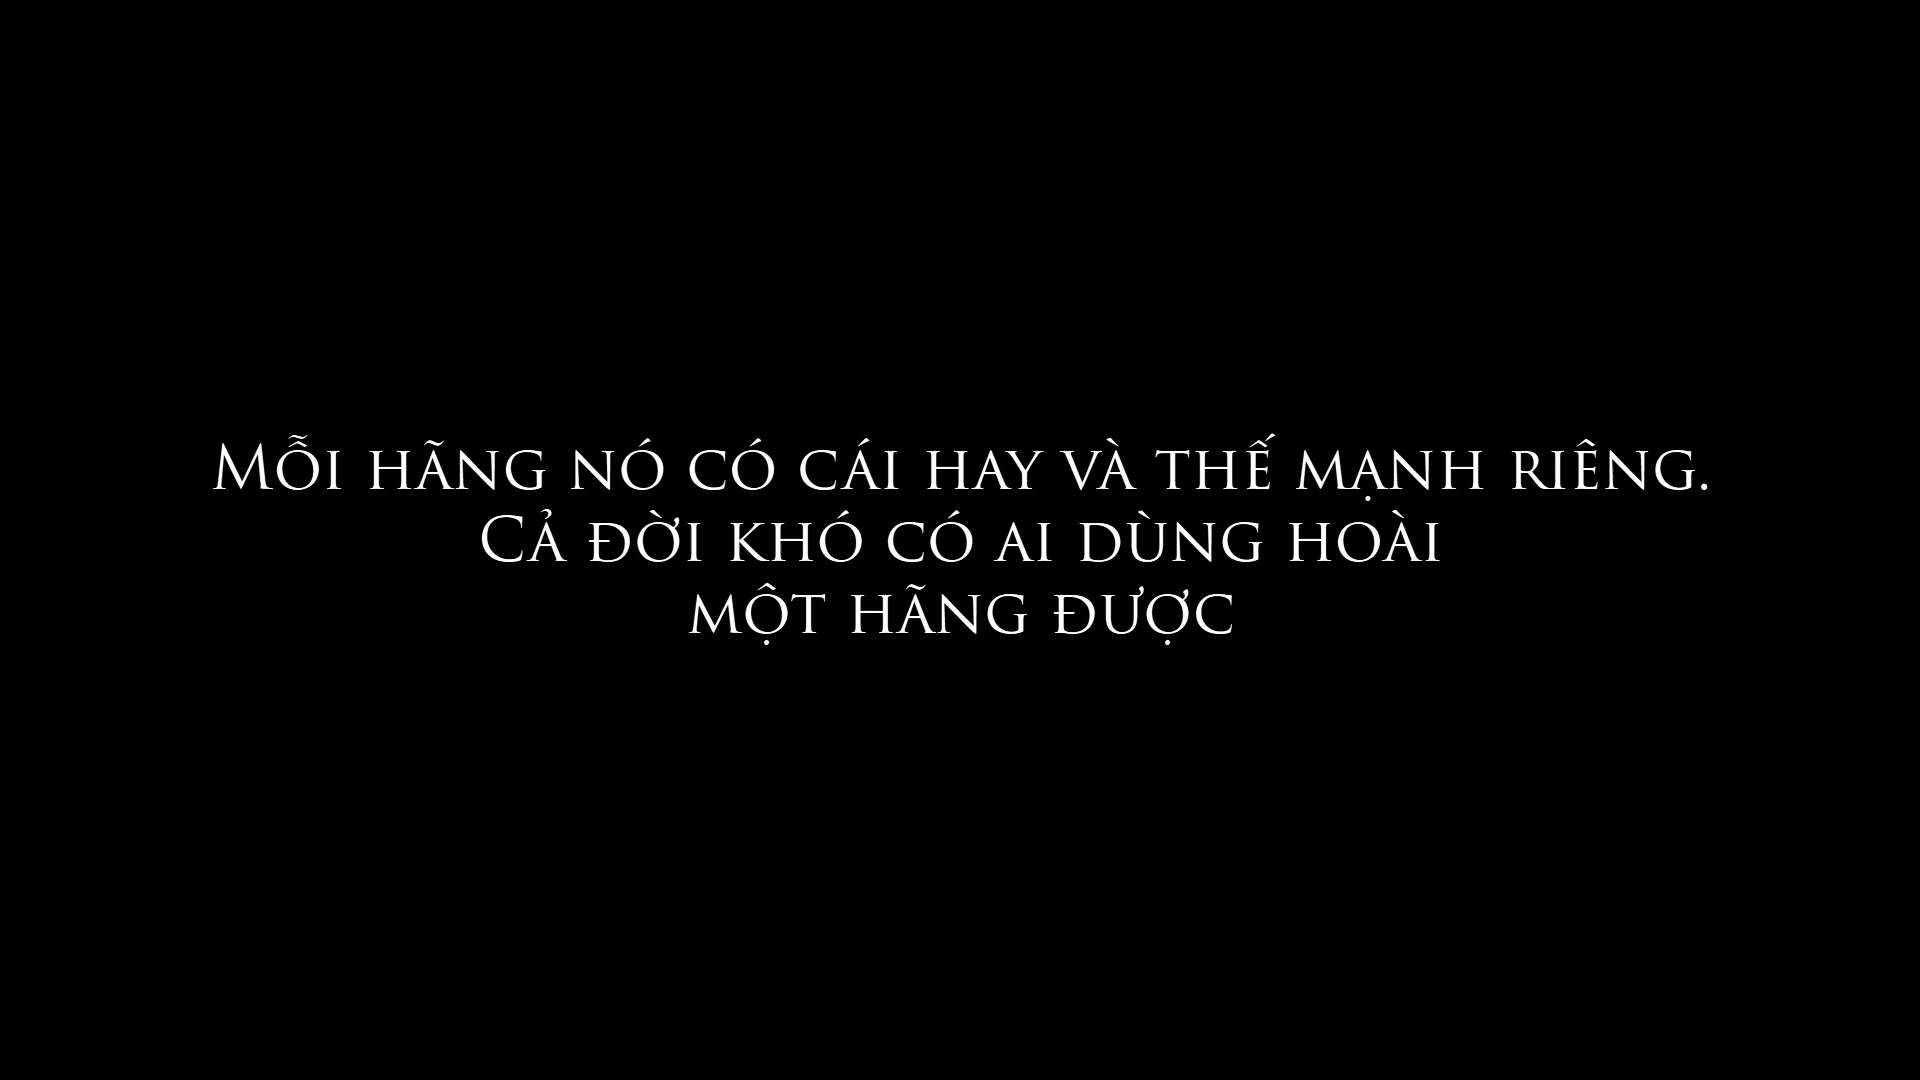 Mỗi hãng nó có cái hay và thế mạnh riêng.
Cả đời khó có ai dùng hoài
một hãng được